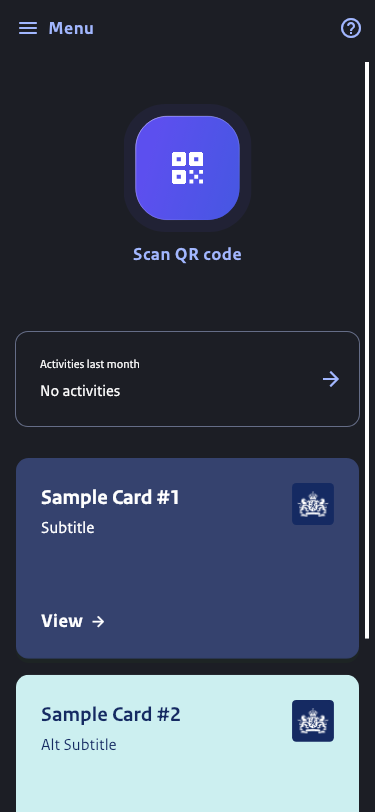 Menu
Scan QR code
Activities last month
No activities
Sample Card #1
Subtitle
View
Sample Card #2
Alt Subtitle